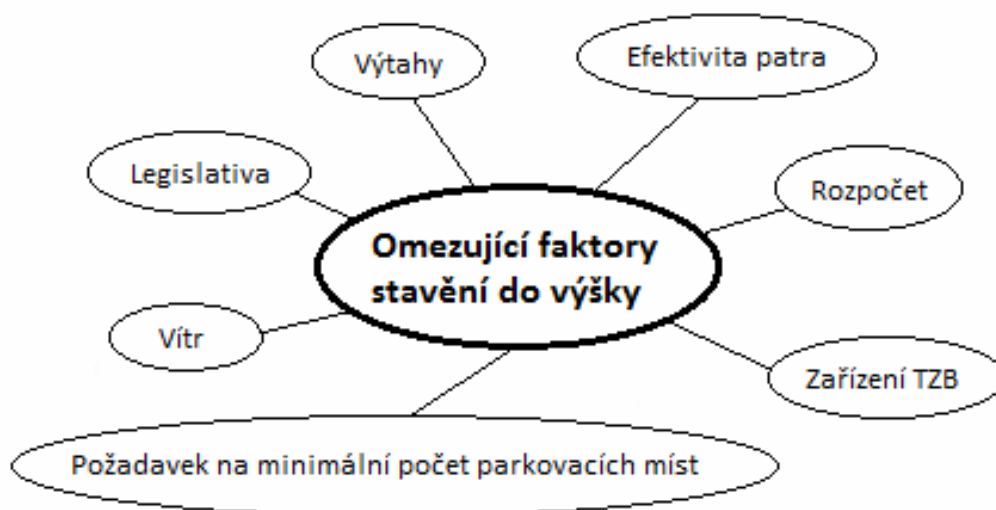 Výtahy
Efektivita patra
Legislativa
Rozpočet
Omezující faktory
stavění do výšky
Vítr
Zařízení TZB
Požadavek na minimální počet parkovacích míst